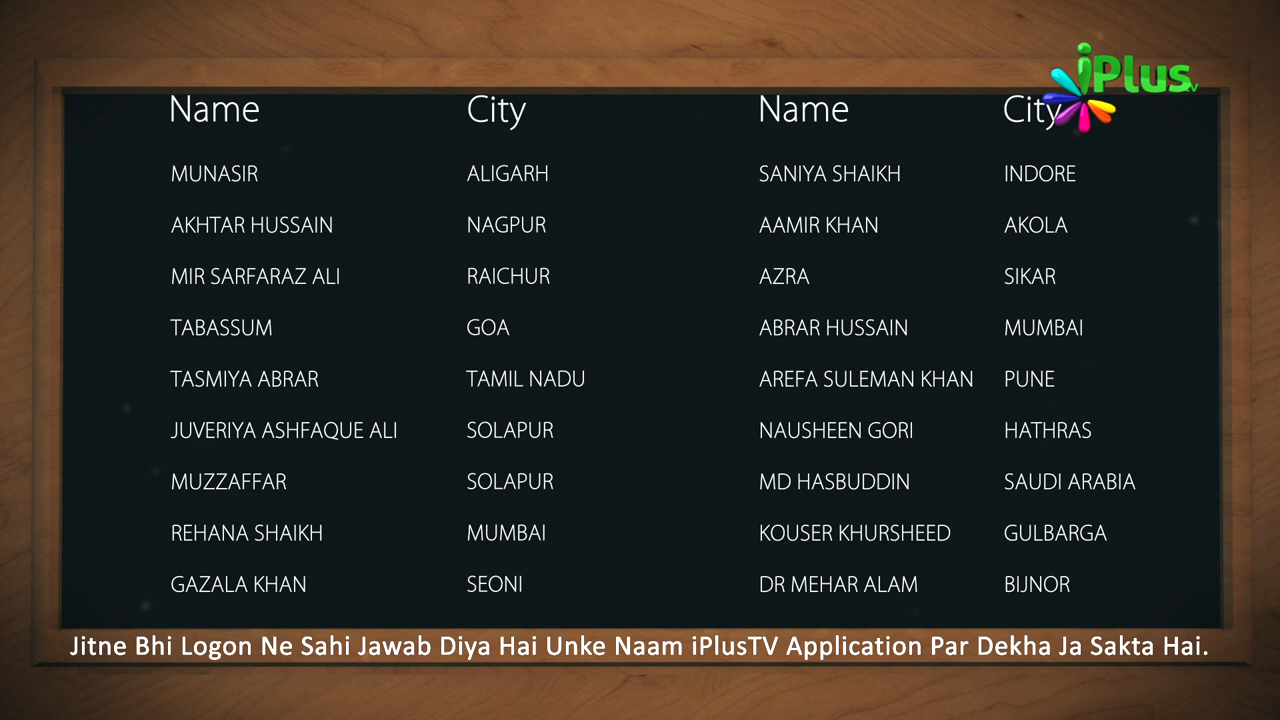 iPlus TV
Name City Name City
MUNASIR ALIGARH SANIYA SHAIKH INDORE
AKHTAR HUSSAIN NAGPUR AAMIR KHAN AKOLA
MIR SARFARAZ ALI RAICHUR AZRA SIKAR
TABASSUM GOA ABRAR HUSSAIN MUMBAI
TASMIYA ABRAR TAMIL NADU AREFA SULEMAN KHAN PUNE
JUVERIYA ASHFAQUE ALI SOLAPUR NAUSHEEN GORI HATHRAS
MUZZAFFAR SOLAPUR MD HASBUDDIN SAUDI ARABIA
REHANA SHAIKH MUMBAI KOUSER KHURSHEED GULBARGA
GAZALA KHAN SEONI DR MEHAR ALAM BIJNOR
Jitne Bhi Logon Ne Sahi Jawab Diya Hai Unke Naam iPlusTV Application Par Dekha Ja Sakta Hai.